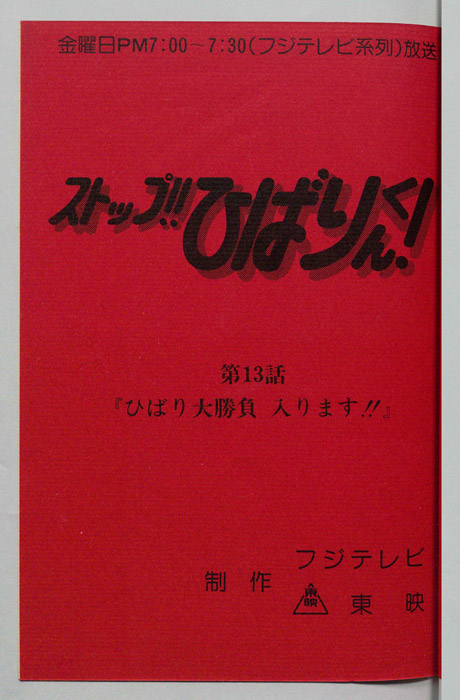 金曜日PM7:00〜7:30(フジテレビ系列)放送
ストップ!!ひばりくん!
第13話
『ひばり大勝負 入ります!!』
フジテレビ
制作
東映 東映